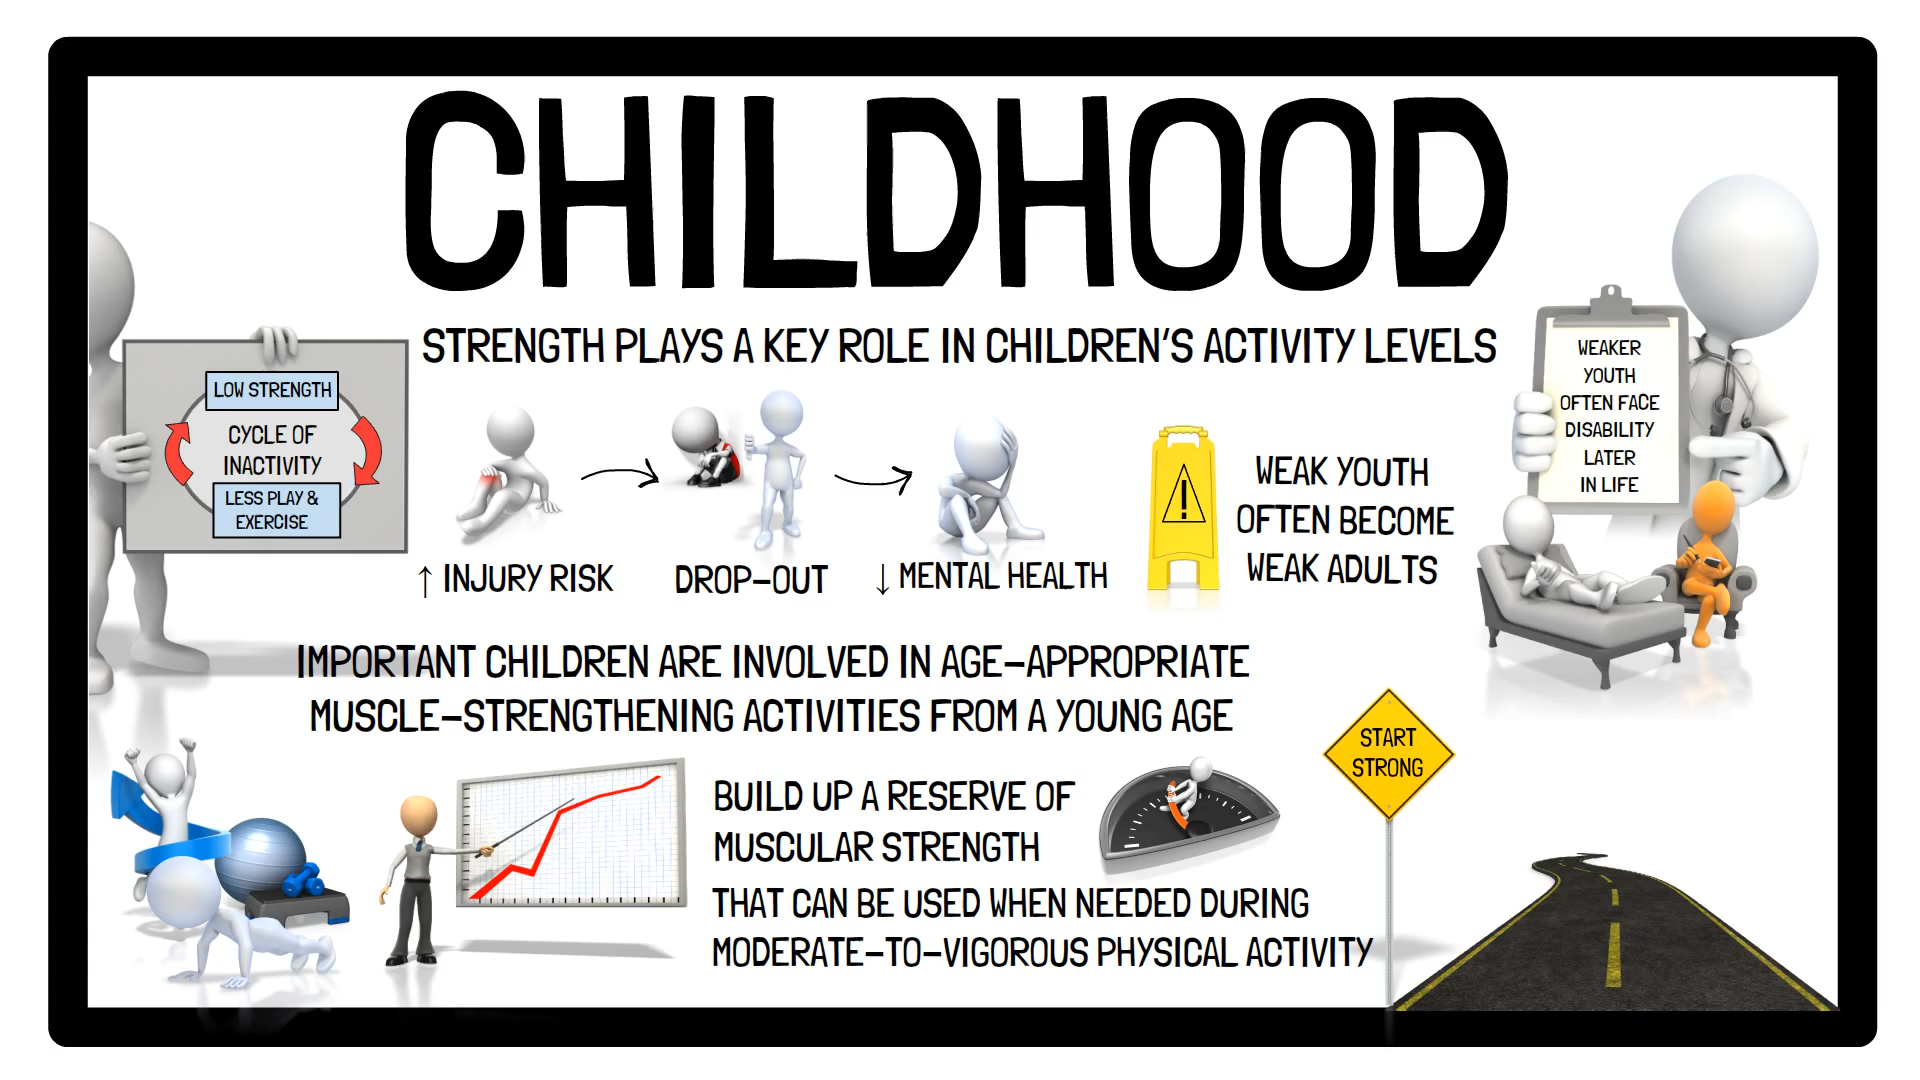 CHILDHOOD
STRENGTH PLAYS A KEY ROLE IN CHILDREN'S ACTIVITY LEVELS
LOW STRENGTH
CYCLE OF
INACTIVITY
LESS PLAY &
EXERCISE
↑ INJURY RISK
DROP-OUT
↓ MENTAL HEALTH
!
WEAK YOUTH
OFTEN BECOME
WEAK ADULTS
WEAKER
YOUTH
OFTEN FACE
DISABILITY
LATER
IN LIFE
IMPORTANT CHILDREN ARE INVOLVED IN AGE-APPROPRIATE
MUSCLE-STRENGTHENING ACTIVITIES FROM A YOUNG AGE
BUILD UP A RESERVE OF
MUSCULAR STRENGTH
THAT CAN BE USED WHEN NEEDED DURING
MODERATE-TO-VIGOROUS PHYSICAL ACTIVITY
START
STRONG